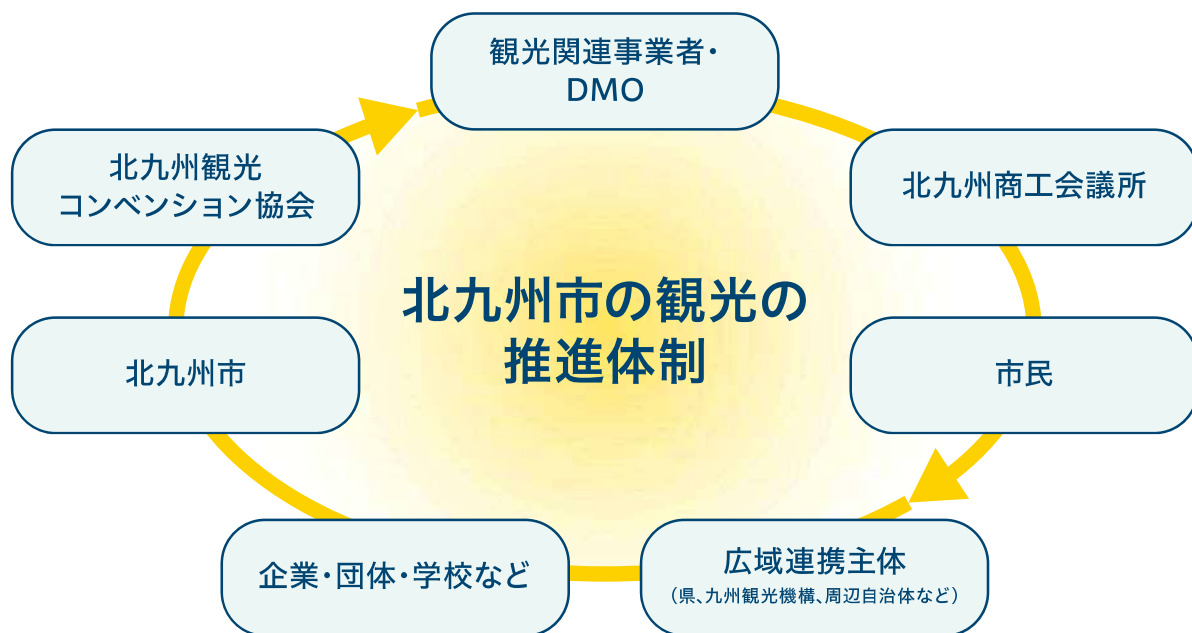 観光関連事業者・
DMO
北九州観光
コンベンション協会
北九州商工会議所
北九州市の観光の
推進体制
北九州市
市民
企業・団体・学校など
広域連携主体
（県、九州観光機構、周辺自治体など）